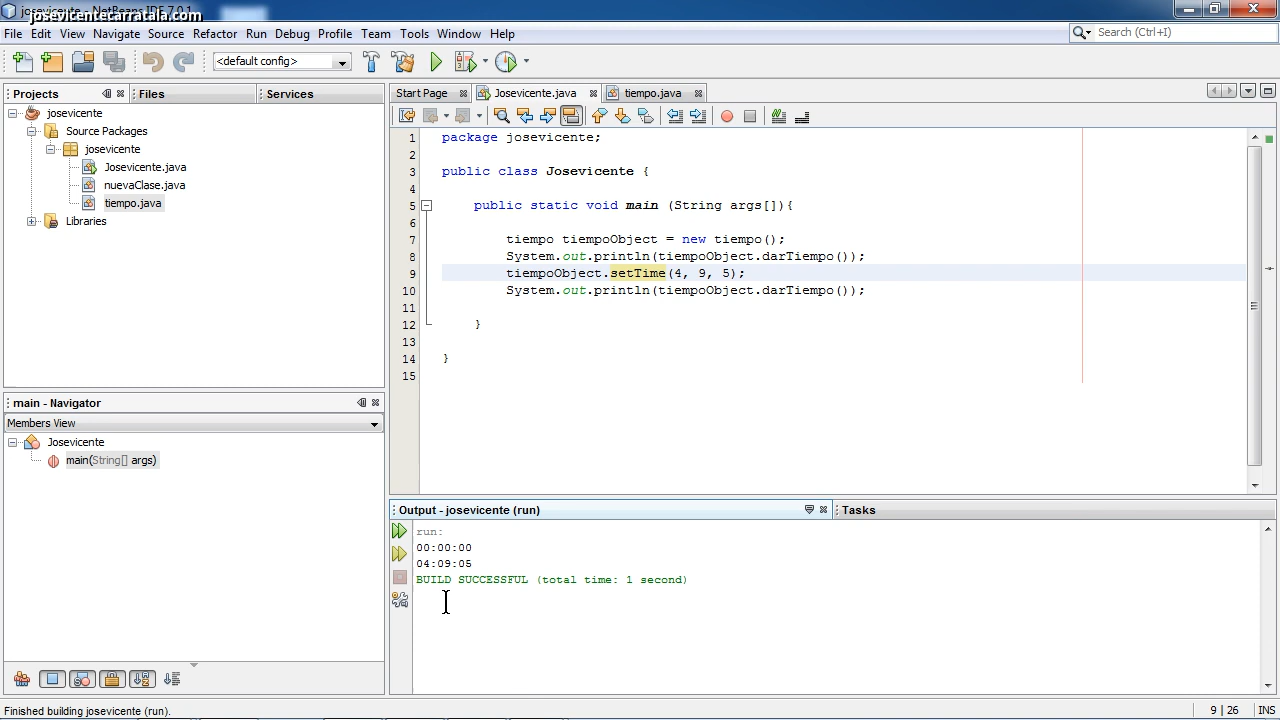 josevicente - NetBeans IDE 7.0.1
josevicentecarratala.com
File Edit View Navigate Source Refactor Run Debug Profile Team Tools Window Help
Search (Ctrl+I)
<default config>
Projects Files Services
josevicente
Source Packages
josevicente
Josevicente.java
nuevaClase.java
tiempo.java
Libraries
Start Page Josevicente.java tiempo.java
1 package josevicente;
2
3 public class Josevicente {
4
5 public static void main (String args[]){
6
7 tiempo tiempoObject = new tiempo();
8 System.out.println(tiempoObject.darTiempo());
9 tiempoObject.setTime(4, 9, 5);
10 System.out.println(tiempoObject.darTiempo());
11
12 }
13
14 }
15
main - Navigator
Members View
Josevicente
main(String[] args)
Output - josevicente (run) Tasks
run:
00:00:00
04:09:05
BUILD SUCCESSFUL (total time: 1 second)
Finished building josevicente (run).
9 | 26 INS